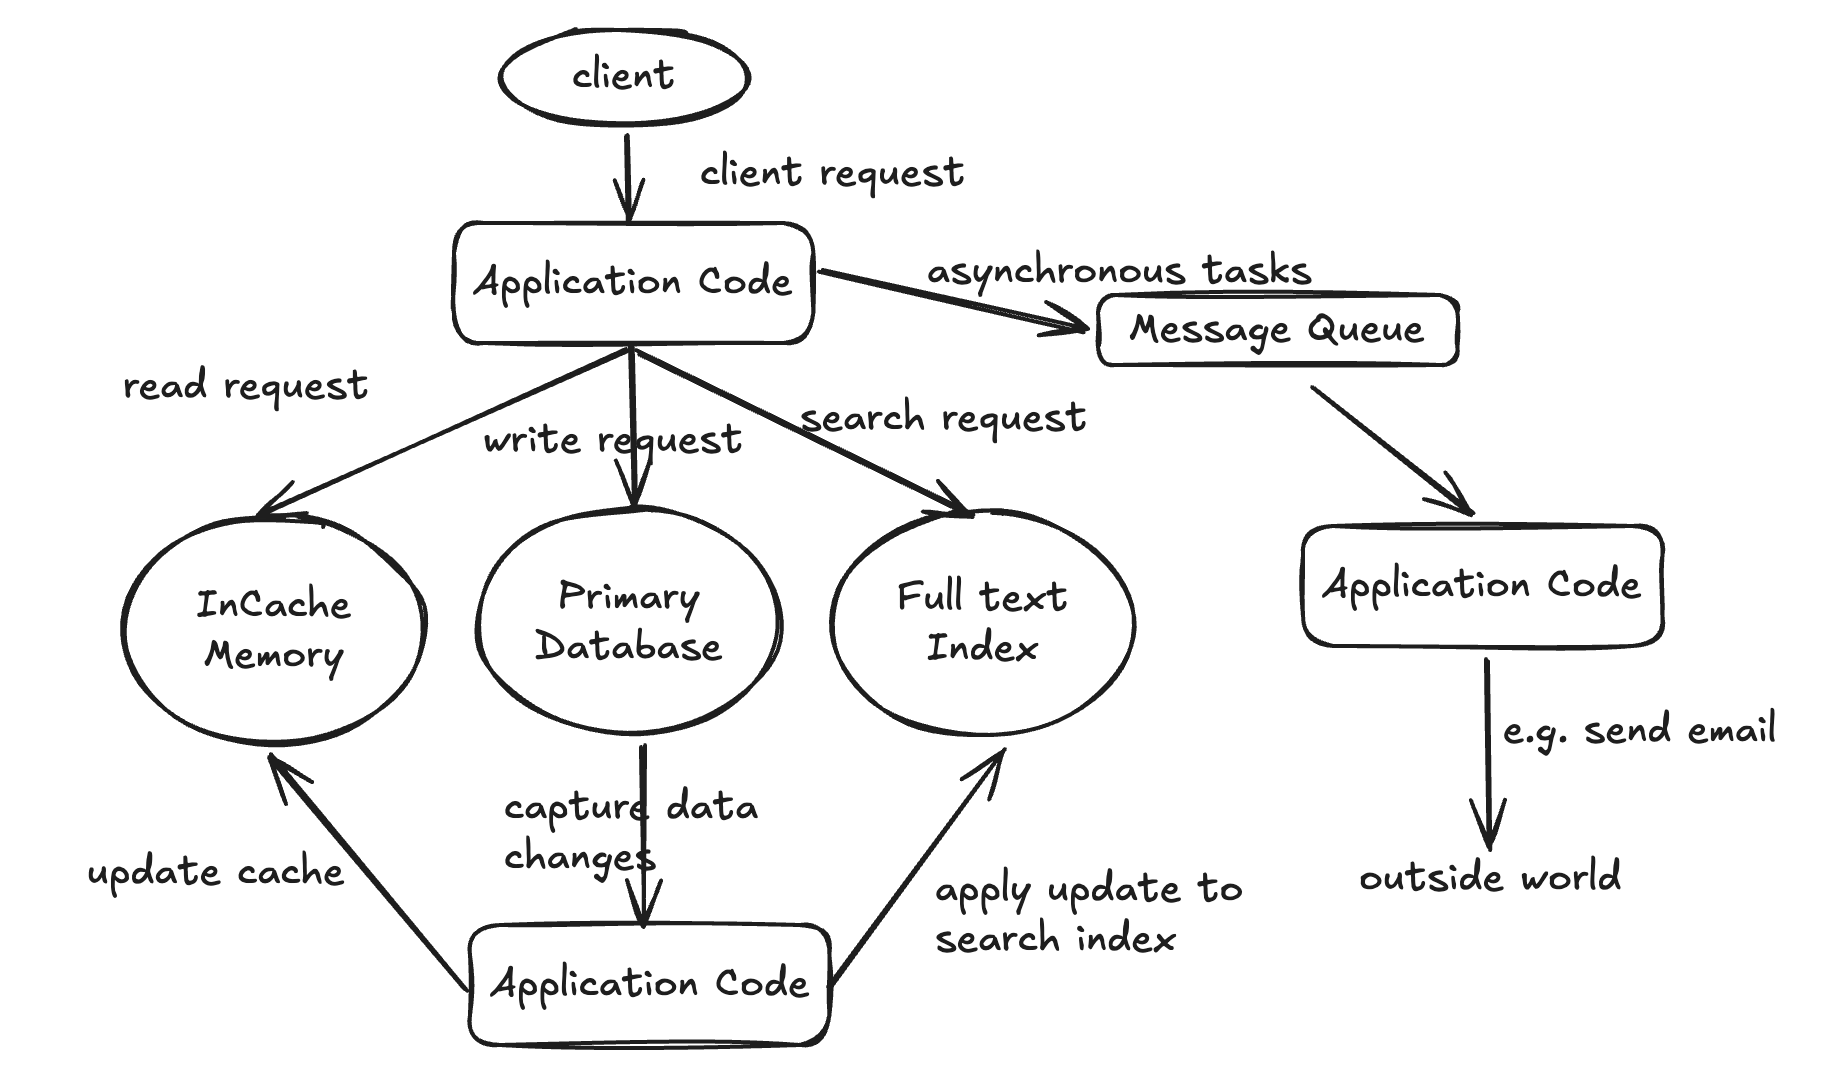 client
client request
Application Code
asynchronous tasks
Message Queue
read request
write request
search request
InCache
Memory
Primary
Database
Full text
Index
Application Code
e.g. send email
outside world
capture data
changes
update cache
apply update to
search index
Application Code